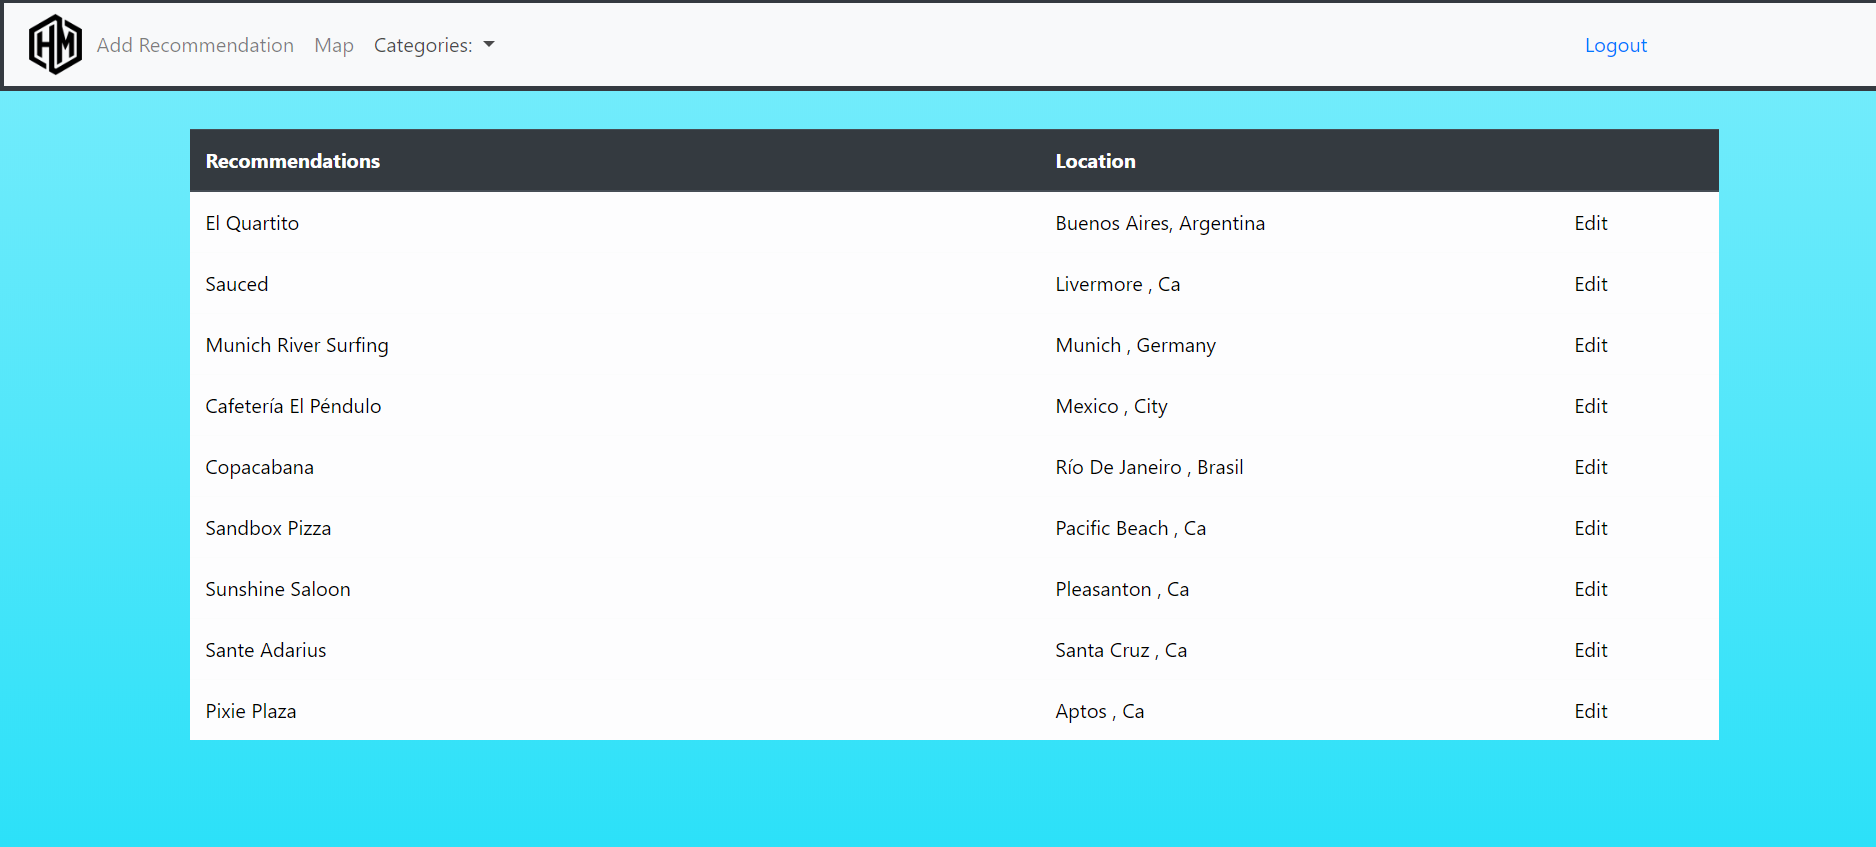 HM Add Recommendation Map Categories: Logout
Recommendations Location
El Quartito Buenos Aires, Argentina Edit
Sauced Livermore , Ca Edit
Munich River Surfing Munich , Germany Edit
Cafetería El Péndulo Mexico , City Edit
Copacabana Río De Janeiro , Brasil Edit
Sandbox Pizza Pacific Beach , Ca Edit
Sunshine Saloon Pleasanton , Ca Edit
Sante Adarius Santa Cruz , Ca Edit
Pixie Plaza Aptos , Ca Edit